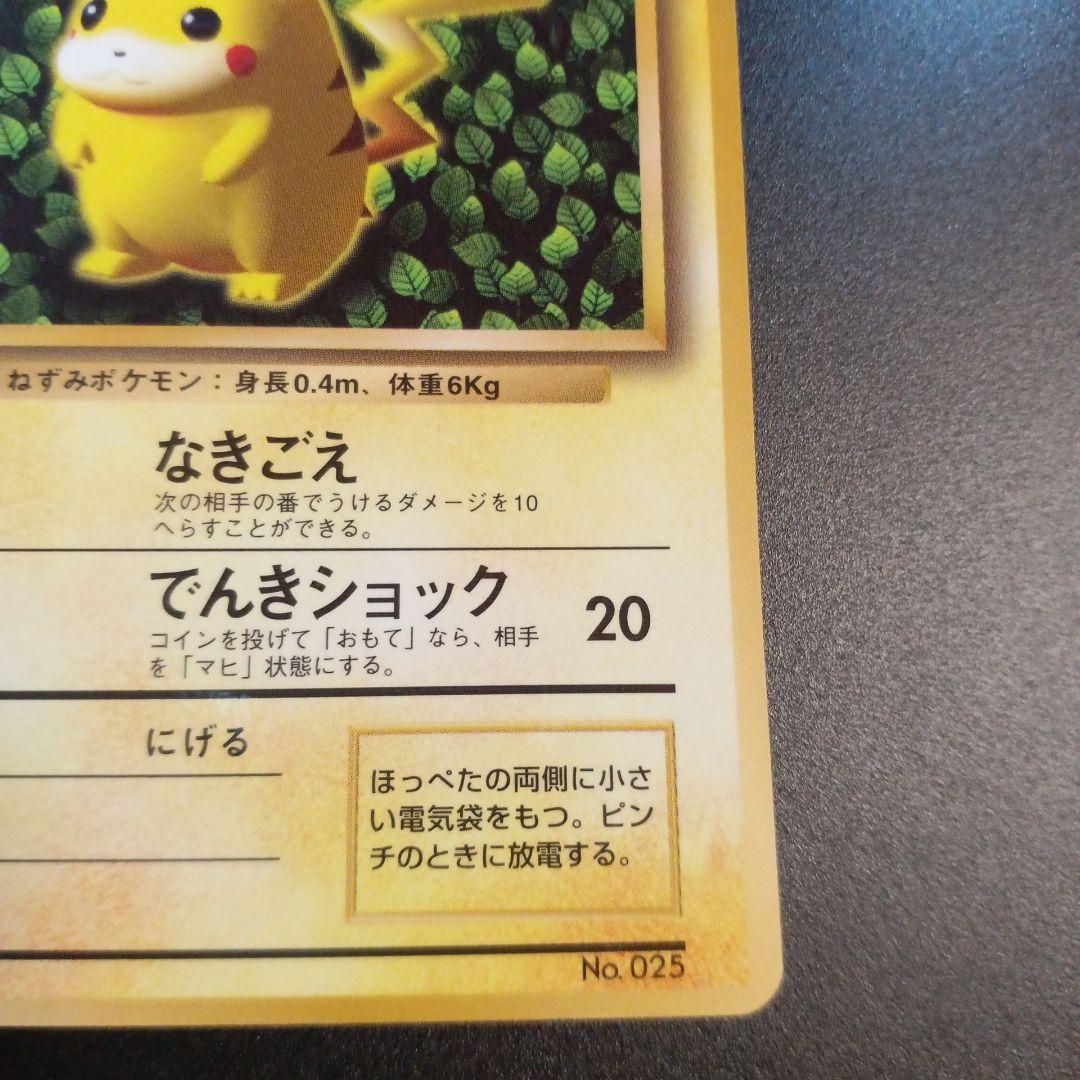 ねずみポケモン：身長0.4m、体重6Kg
なきごえ
次の相手の番でうけるダメージを10
へらすことができる。
でんきショック 20
コインを投げて「おもて」なら、相手
を「マヒ」状態にする。
にげる
ほっぺたの両側に小さ
い電気袋をもつ。ピン
チのときに放電する。
No. 025